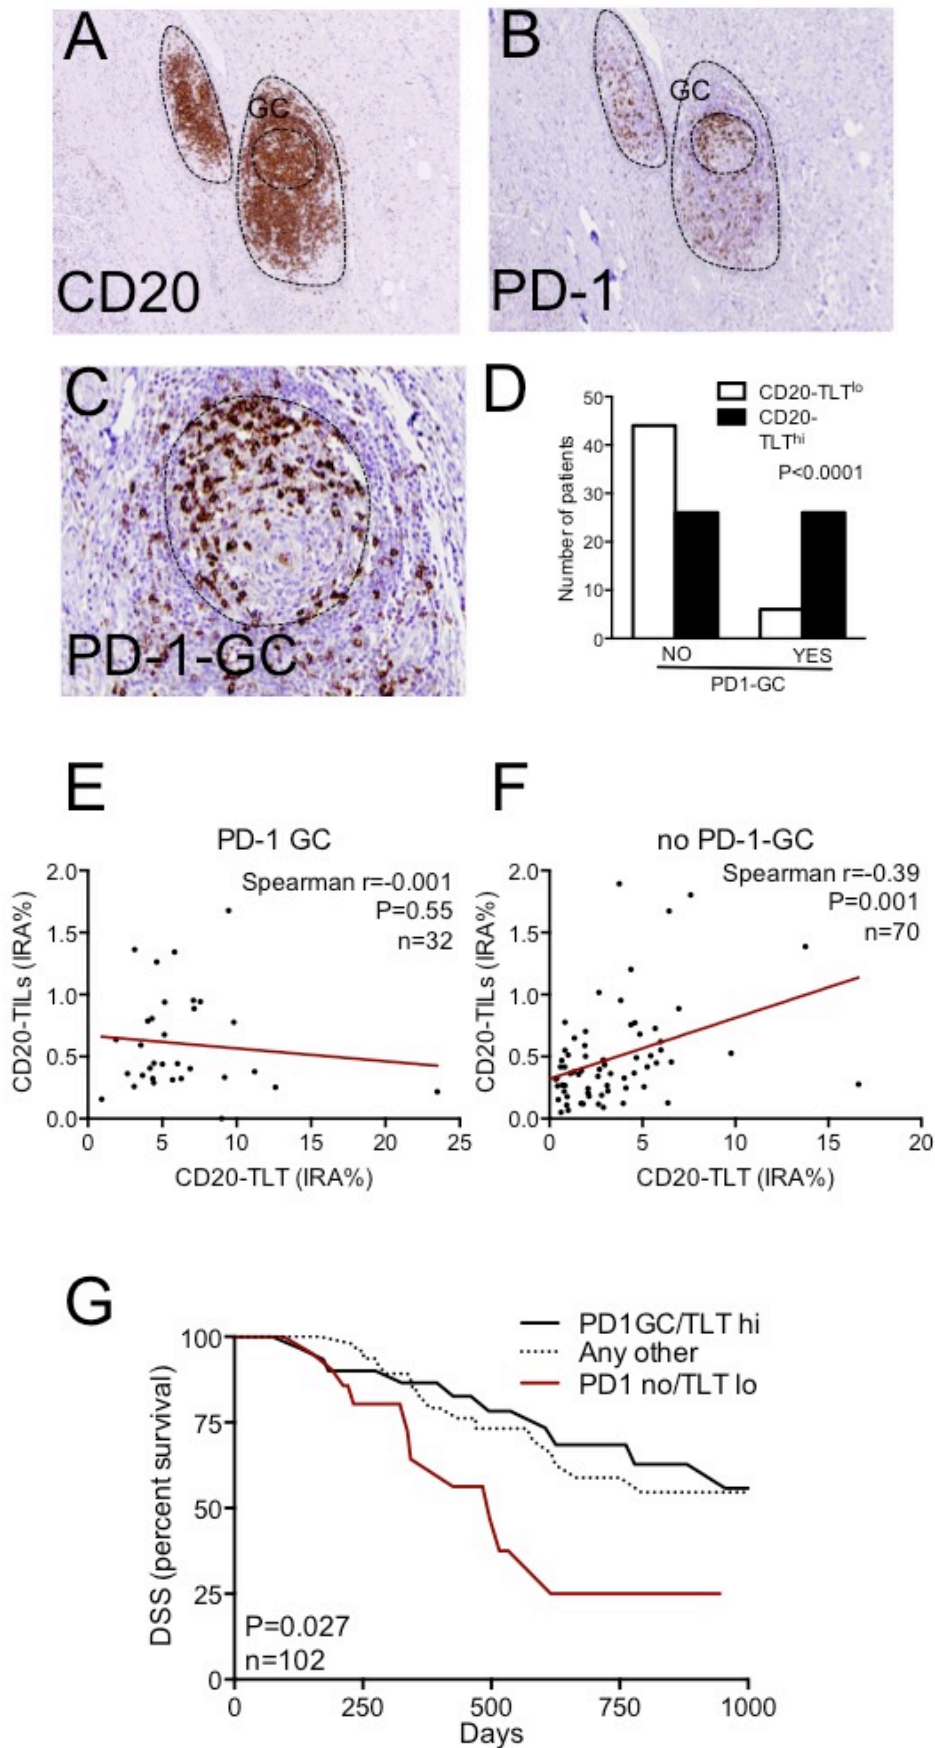 A
GC
CD20
B
GC
PD-1
C
PD-1-GC
D
CD20-TLTlo
CD20-
TLThi
P<0.0001
Number of patients
50
40
30
20
10
0
NO
YES
PD1-GC
E
PD-1 GC
Spearman r=-0.001
P=0.55
n=32
CD20-TILs (IRA%)
2.0
1.5
1.0
0.5
0.0
0 5 10 15 20 25
CD20-TLT (IRA%)
F
no PD-1-GC
Spearman r=-0.39
P=0.001
n=70
CD20-TILs (IRA%)
2.0
1.5
1.0
0.5
0.0
0 5 10 15 20
CD20-TLT (IRA%)
G
PD1GC/TLT hi
Any other
PD1 no/TLT lo
DSS (percent survival)
100
75
50
25
0
P=0.027
n=102
0 250 500 750 1000
Days